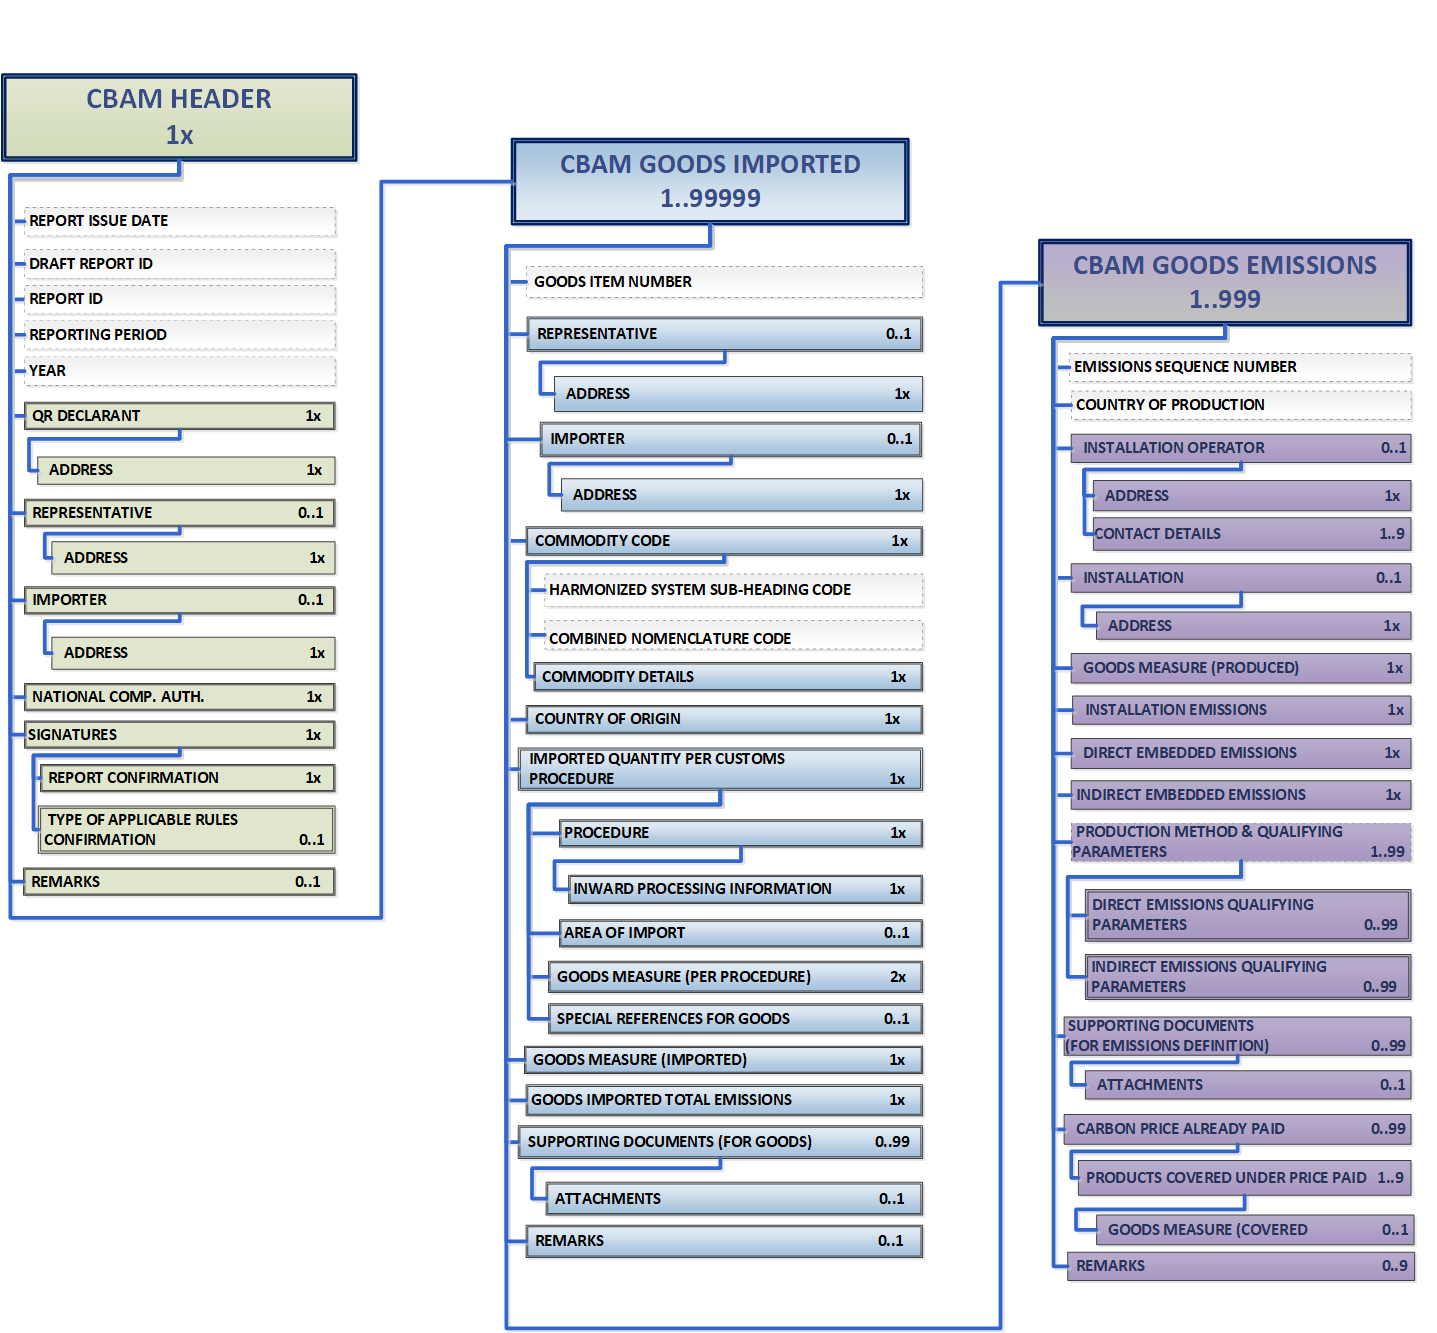 CBAM HEADER
1x
REPORT ISSUE DATE
DRAFT REPORT ID
REPORT ID
REPORTING PERIOD
YEAR
QR DECLARANT 1x
ADDRESS 1x
REPRESENTATIVE 0..1
ADDRESS 1x
IMPORTER 0..1
ADDRESS 1x
NATIONAL COMP. AUTH. 1x
SIGNATURES 1x
REPORT CONFIRMATION 1x
TYPE OF APPLICABLE RULES
CONFIRMATION 0..1
REMARKS 0..1
CBAM GOODS IMPORTED
1..99999
GOODS ITEM NUMBER
REPRESENTATIVE 0..1
ADDRESS 1x
IMPORTER 0..1
ADDRESS 1x
COMMODITY CODE 1x
HARMONIZED SYSTEM SUB-HEADING CODE
COMBINED NOMENCLATURE CODE
COMMODITY DETAILS 1x
COUNTRY OF ORIGIN 1x
IMPORTED QUANTITY PER CUSTOMS
PROCEDURE 1x
PROCEDURE 1x
INWARD PROCESSING INFORMATION 1x
AREA OF IMPORT 0..1
GOODS MEASURE (PER PROCEDURE) 2x
SPECIAL REFERENCES FOR GOODS 0..1
GOODS MEASURE (IMPORTED) 1x
GOODS IMPORTED TOTAL EMISSIONS 1x
SUPPORTING DOCUMENTS (FOR GOODS) 0..99
ATTACHMENTS 0..1
REMARKS 0..1
CBAM GOODS EMISSIONS
1..999
EMISSIONS SEQUENCE NUMBER
COUNTRY OF PRODUCTION
INSTALLATION OPERATOR 0..1
ADDRESS 1x
CONTACT DETAILS 1..9
INSTALLATION 0..1
ADDRESS 1x
GOODS MEASURE (PRODUCED) 1x
INSTALLATION EMISSIONS 1x
DIRECT EMBEDDED EMISSIONS 1x
INDIRECT EMBEDDED EMISSIONS 1x
PRODUCTION METHOD & QUALIFYING
PARAMETERS 1..99
DIRECT EMISSIONS QUALIFYING
PARAMETERS 0..99
INDIRECT EMISSIONS QUALIFYING
PARAMETERS 0..99
SUPPORTING DOCUMENTS
(FOR EMISSIONS DEFINITION) 0..99
ATTACHMENTS 0..1
CARBON PRICE ALREADY PAID 0..99
PRODUCTS COVERED UNDER PRICE PAID 1..9
GOODS MEASURE (COVERED 0..1
REMARKS 0..9